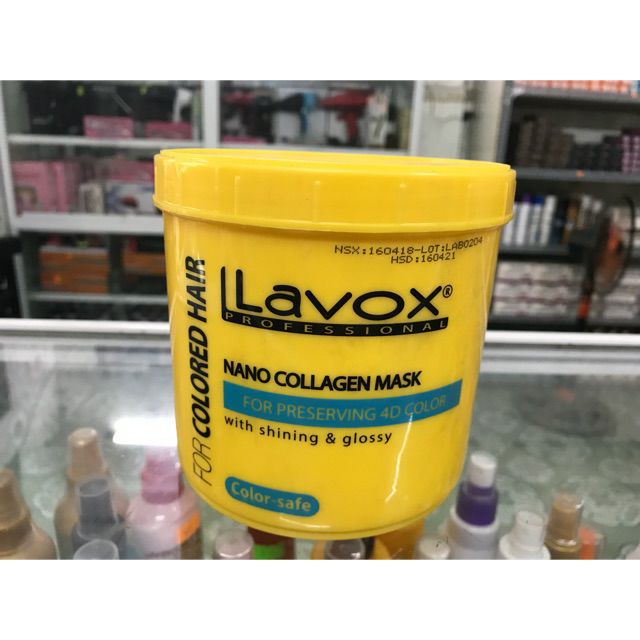 NSX:160418-LOT:LAB0204
HSD:160421
FOR COLORED HAIR
Lavox®
PROFESSIONAL
NANO COLLAGEN MASK
FOR PRESERVING 4D COLOR
with shining & glossy
Color-safe